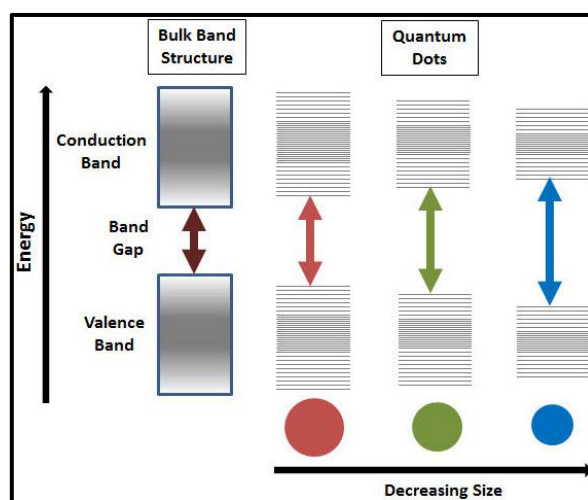 Bulk Band
Structure
Quantum
Dots
Conduction
Band
Band
Gap
Valence
Band
Energy
Decreasing Size